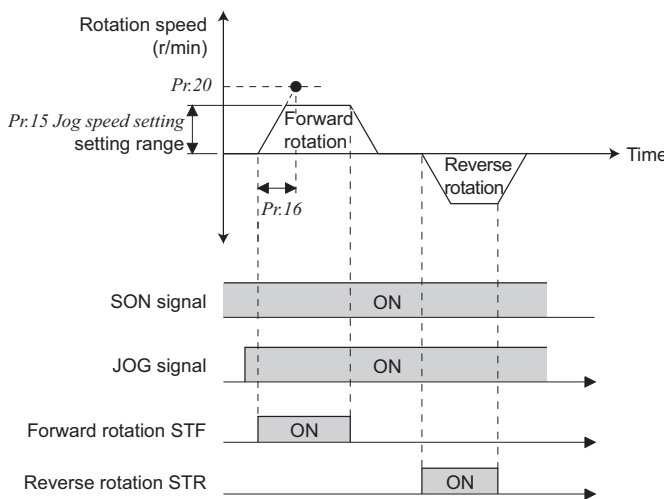 Rotation speed
(r/min)
Pr.20
Pr.15 Jog speed setting
setting range
Forward
rotation
Time
Reverse
rotation
Pr.16
SON signal
ON
JOG signal
ON
Forward rotation STF
ON
Reverse rotation STR
ON